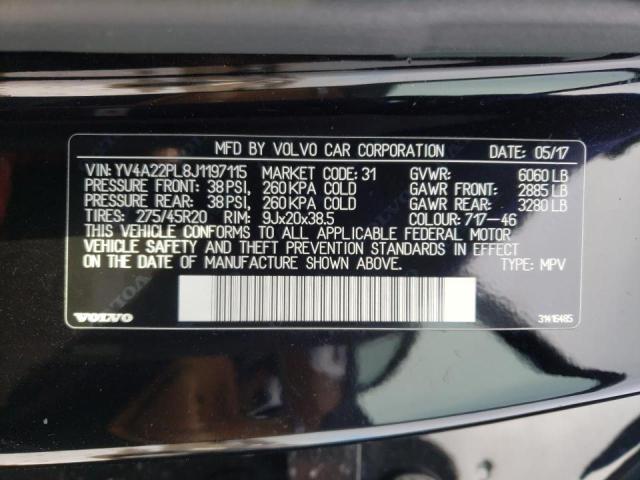 MFD BY VOLVO CAR CORPORATION DATE: 05/17
VIN: YV4A22PL8J1197115 MARKET CODE: 31 GVWR: 6060 LB
PRESSURE FRONT: 38 PSI, 260 KPA COLD GAWR FRONT: 2885 LB
PRESSURE REAR: 38 PSI, 260 KPA COLD GAWR REAR: 3280 LB
TIRES: 275/45R20 RIM: 9Jx20x38.5 COLOUR: 717-46
THIS VEHICLE CONFORMS TO ALL APPLICABLE FEDERAL MOTOR
VEHICLE SAFETY AND THEFT PREVENTION STANDARDS IN EFFECT
ON THE DATE OF MANUFACTURE SHOWN ABOVE. TYPE: MPV
VOLVO 31416485